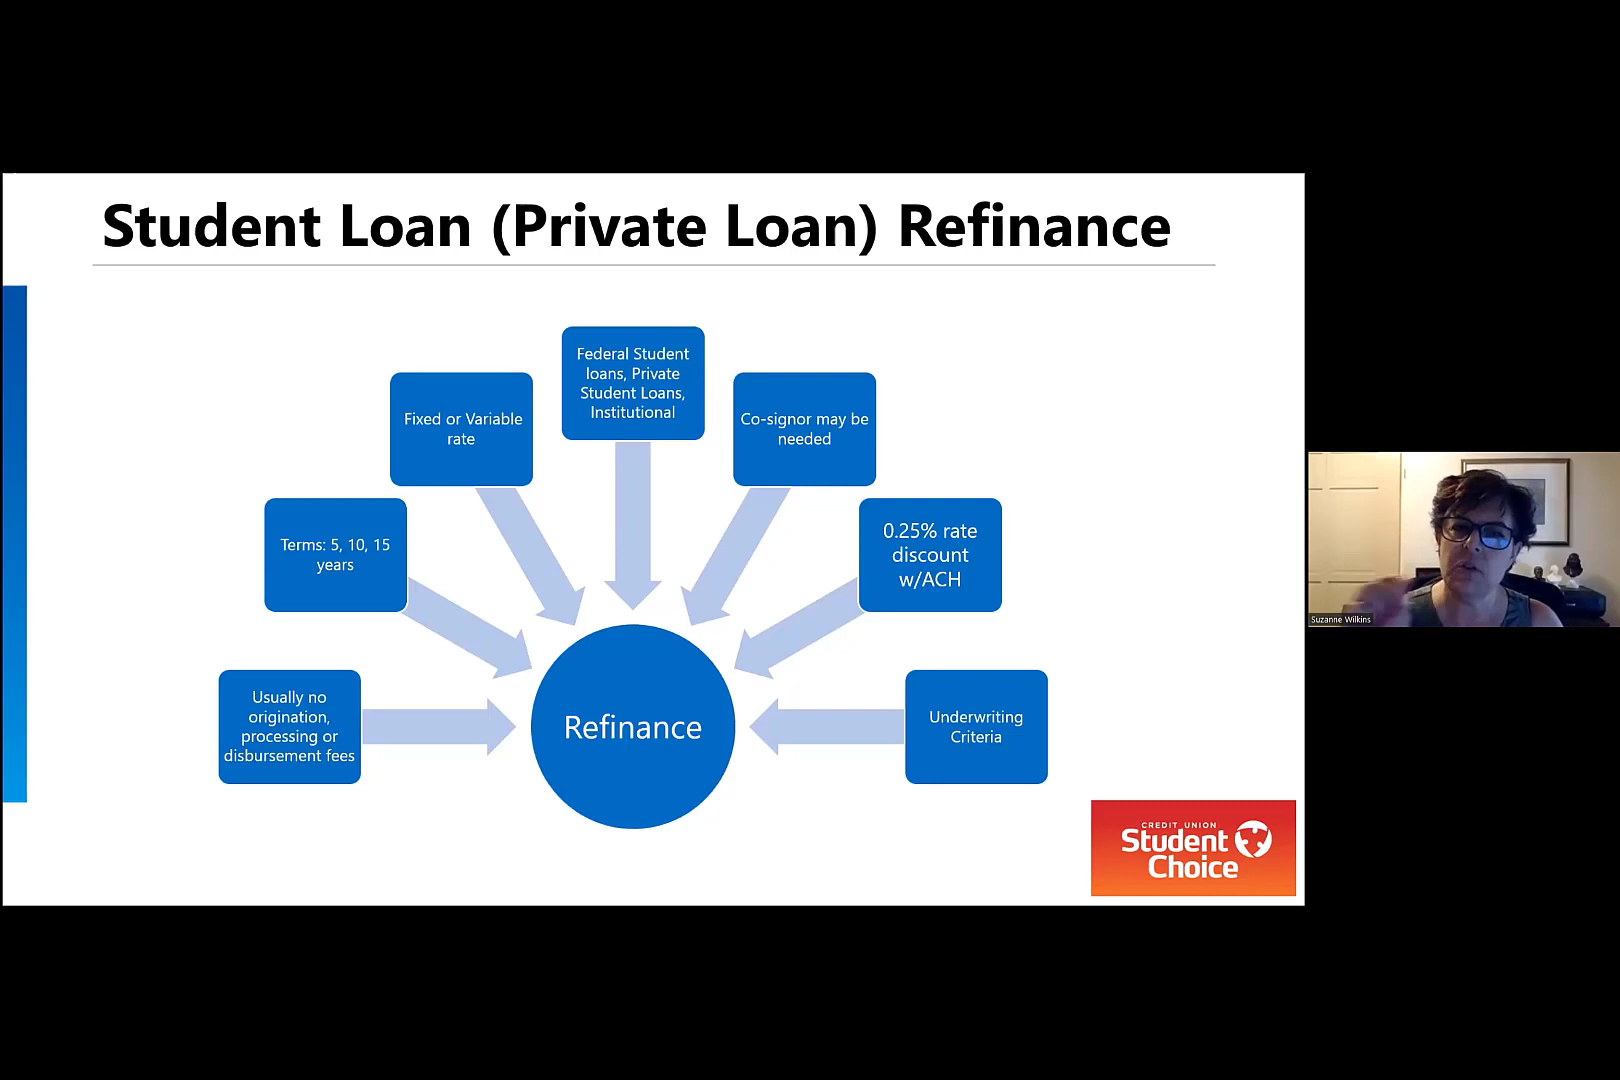 Student Loan (Private Loan) Refinance
Federal Student
loans, Private
Student Loans,
Institutional
Fixed or Variable
rate
Co-signor may be
needed
Terms: 5, 10, 15
years
0.25% rate
discount
w/ACH
Usually no
origination,
processing or
disbursement fees
Refinance
Underwriting
Criteria
CREDIT UNION
Student
Choice
Suzanne Wilkins